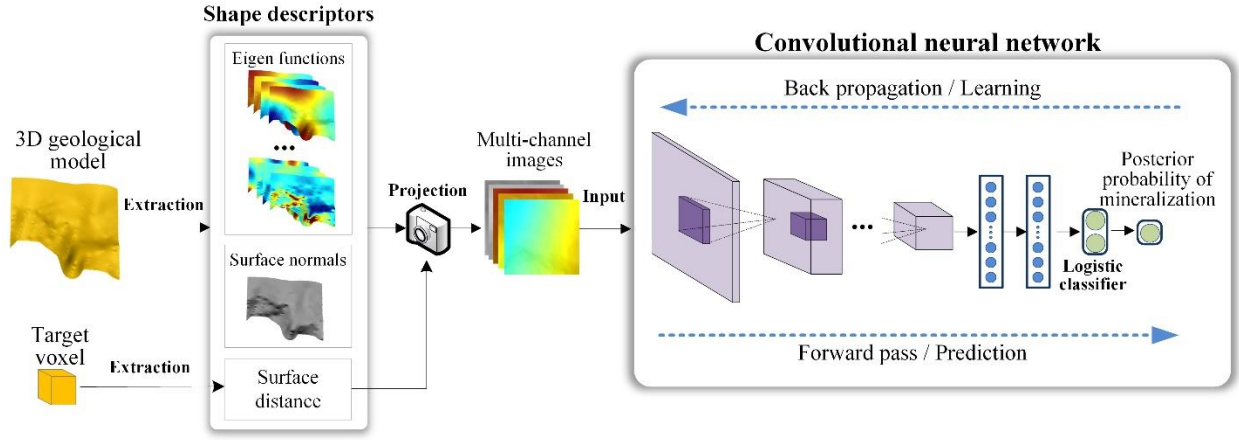 Shape descriptors
Eigen functions
Surface normals
Surface
distance
3D geological
model
Extraction
Target
voxel
Extraction
Projection
Multi-channel
images
Input
Convolutional neural network
Back propagation / Learning
Posterior
probability of
mineralization
Logistic
classifier
Forward pass / Prediction